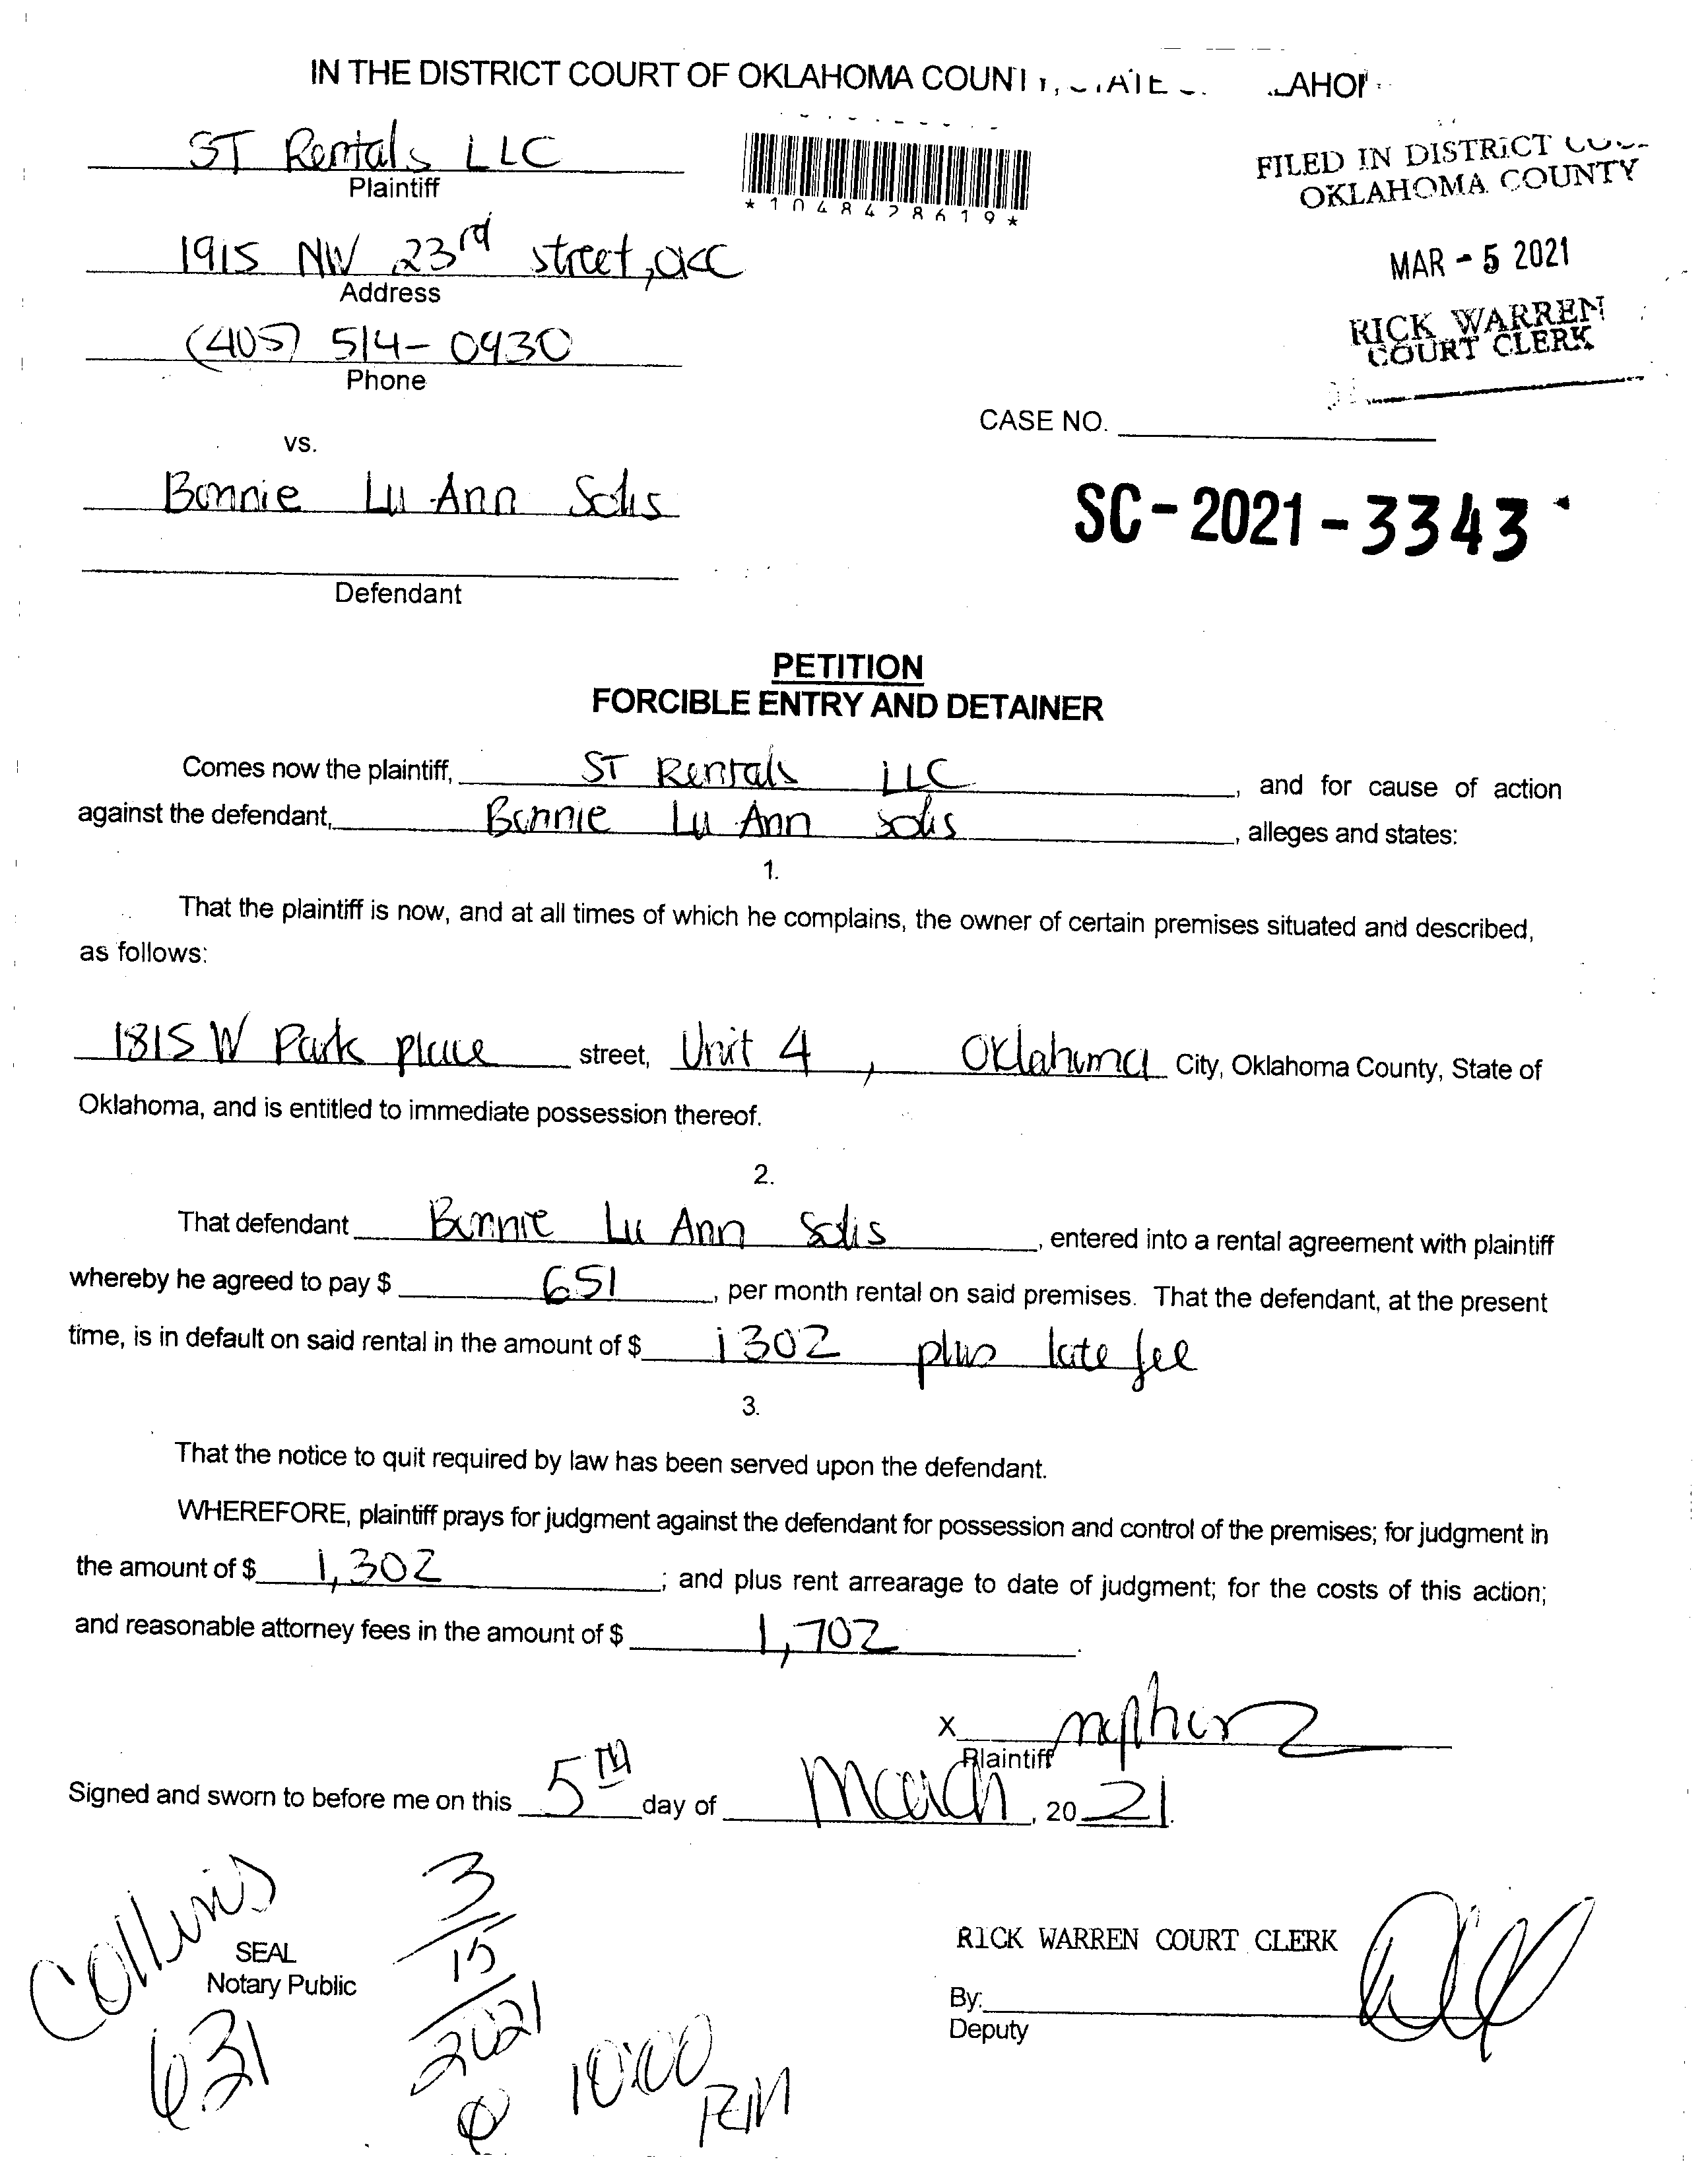 IN THE DISTRICT COURT OF OKLAHOMA COUNTY, STATE
ST Rentals LLC
Plaintiff
*1048428619*
FILED IN DISTRICT
OKLAHOMA COUNTY
1915 NW 23rd street, OKC
Address
MAR - 5 2021
(405) 514-0930
Phone
RICK WARREN
COURT CLERK
CASE NO.
vs.
Bonnie Lu Ann Solis
SC-2021-3343
Defendant
PETITION
FORCIBLE ENTRY AND DETAINER
Comes now the plaintiff, ST Rentals LLC, and for cause of action
against the defendant, Bonnie Lu Ann Solis, alleges and states:
1.
That the plaintiff is now, and at all times of which he complains, the owner of certain premises situated and described,
as follows:
1815 W Park place street, Unit 4, Oklahoma City, Oklahoma County, State of
Oklahoma, and is entitled to immediate possession thereof.
2.
That defendant Bonnie Lu Ann Solis, entered into a rental agreement with plaintiff
whereby he agreed to pay $ 651, per month rental on said premises. That the defendant, at the present
time, is in default on said rental in the amount of $ 1302 plus late fee
3.
That the notice to quit required by law has been served upon the defendant.
WHEREFORE, plaintiff prays for judgment against the defendant for possession and control of the premises; for judgment in
the amount of $ 1,302; and plus rent arrearage to date of judgment; for the costs of this action;
and reasonable attorney fees in the amount of $ 1,702.
X
Plaintiff
Signed and sworn to before me on this 5TH day of March, 2021.
Collins
SEAL
Notary Public
631
3/15/2021
@ 10:00
RICK WARREN COURT CLERK
By:
Deputy